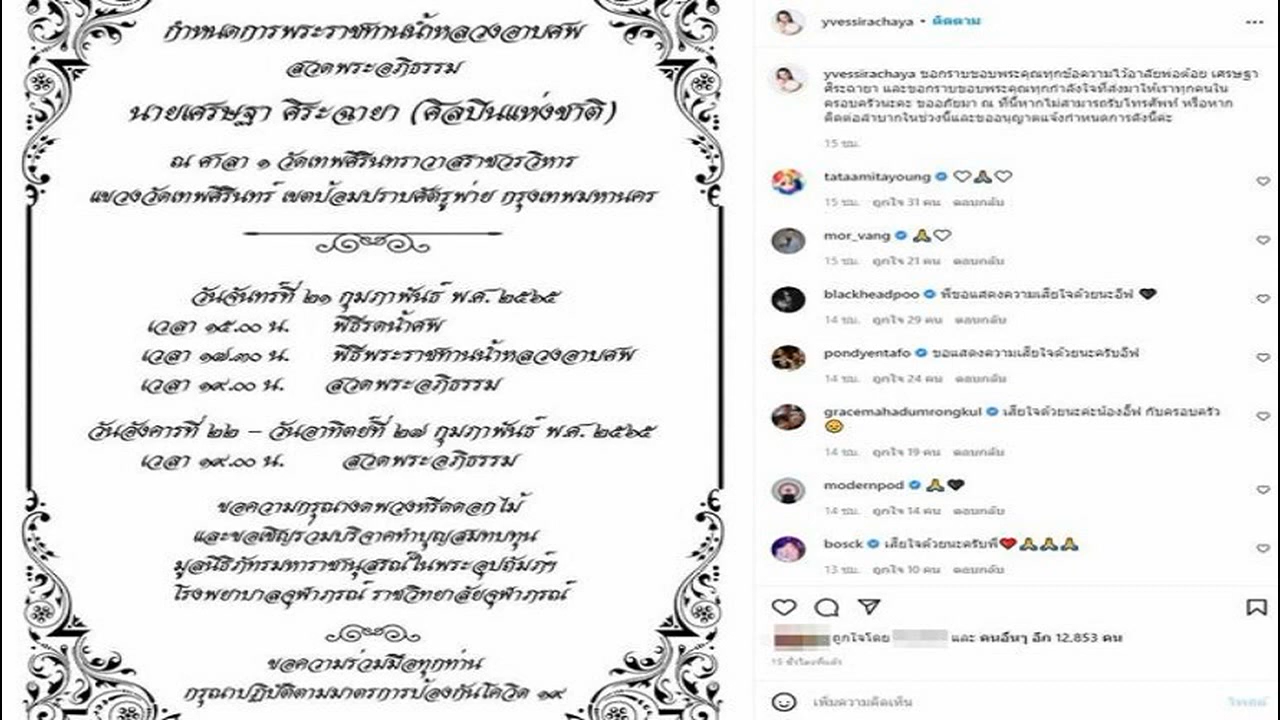 กำหนดการพระราชทานน้ำหลวงอาบศพ
สวดพระอภิธรรม
นายเศรษฐา ศิระฉายา (ศิลปินแห่งชาติ)
ณ ศาลา ๑ วัดเทพศิรินทราวาสราชวรวิหาร
แขวงวัดเทพศิรินทร์ เขตป้อมปราบศัตรูพ่าย กรุงเทพมหานคร
วันจันทร์ที่ ๒๑ กุมภาพันธ์ พ.ศ. ๒๕๖๕
เวลา ๑๕.๐๐ น. พิธีรดน้ำศพ
เวลา ๑๗.๓๐ น. พิธีพระราชทานน้ำหลวงอาบศพ
เวลา ๑๙.๐๐ น. สวดพระอภิธรรม
วันอังคารที่ ๒๒ – วันอาทิตย์ที่ ๒๗ กุมภาพันธ์ พ.ศ. ๒๕๖๕
เวลา ๑๙.๐๐ น. สวดพระอภิธรรม
ขอความกรุณางดพวงหรีดดอกไม้
และขอเชิญร่วมบริจาคทำบุญสมทบทุน
มูลนิธิภัทรมหาราชานุสรณ์ในพระอุปถัมภ์ฯ
โรงพยาบาลจุฬาภรณ์ ราชวิทยาลัยจุฬาภรณ์
ขอความร่วมมือทุกท่าน
กรุณาปฏิบัติตามมาตรการป้องกันโควิด ๑๙
yvessirachaya • ติดตาม
yvessirachaya ขอกราบขอบพระคุณทุกข้อความไว้อาลัยพ่อต้อย เศรษฐา
ศิระฉายา และขอกราบขอบพระคุณทุกกำลังใจที่ส่งมาให้เราทุกคนใน
ครอบครัวนะคะ ขออภัยมา ณ ที่นี้หากไม่สามารถรับโทรศัพท์ หรือหาก
ติดต่อลำบากในช่วงนี้และขออนุญาตแจ้งกำหนดการดังนี้ค่ะ
15 ชม.
tataamitayoung 🤍🙏🤍
15 ชม. ถูกใจ 31 คน ตอบกลับ
mor_vang 🙏🤍
15 ชม. ถูกใจ 21 คน ตอบกลับ
blackheadpoo พี่ขอแสดงความเสียใจด้วยนะอีฟ 🖤
14 ชม. ถูกใจ 29 คน ตอบกลับ
pondyentafo ขอแสดงความเสียใจด้วยนะครับอีฟ
14 ชม. ถูกใจ 24 คน ตอบกลับ
gracemahadumrongkul เสียใจด้วยนะค่ะน้องอี๊ฟ กับครอบครัว
14 ชม. ถูกใจ 19 คน ตอบกลับ
modernpod 🙏🖤
14 ชม. ถูกใจ 14 คน ตอบกลับ
bosck เสียใจด้วยนะครับพี่❤️🙏🙏🙏
13 ชม. ถูกใจ 10 คน ตอบกลับ
ถูกใจโดย และ คนอื่นๆ อีก 12,853 คน
15 ชั่วโมงที่แล้ว
เพิ่มความคิดเห็น
โพสต์